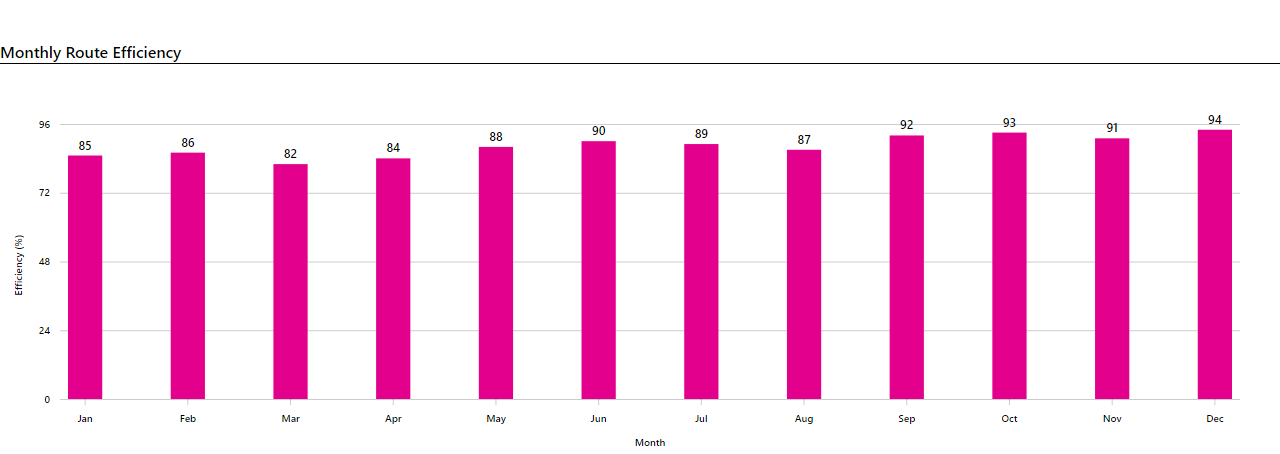 Monthly Route Efficiency
96
72
48
24
0
Efficiency (%)
85 86 82 84 88 90 89 87 92 93 91 94
Jan Feb Mar Apr May Jun Jul Aug Sep Oct Nov Dec
Month